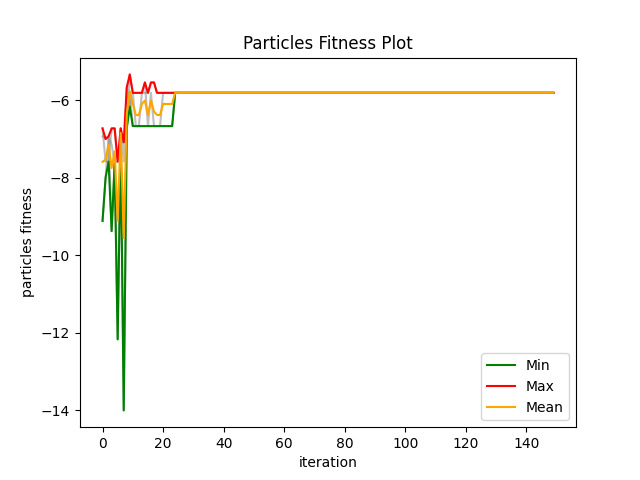 Particles Fitness Plot
particles fitness
−6
−8
−10
−12
−14
0 20 40 60 80 100 120 140
iteration
Min
Max
Mean